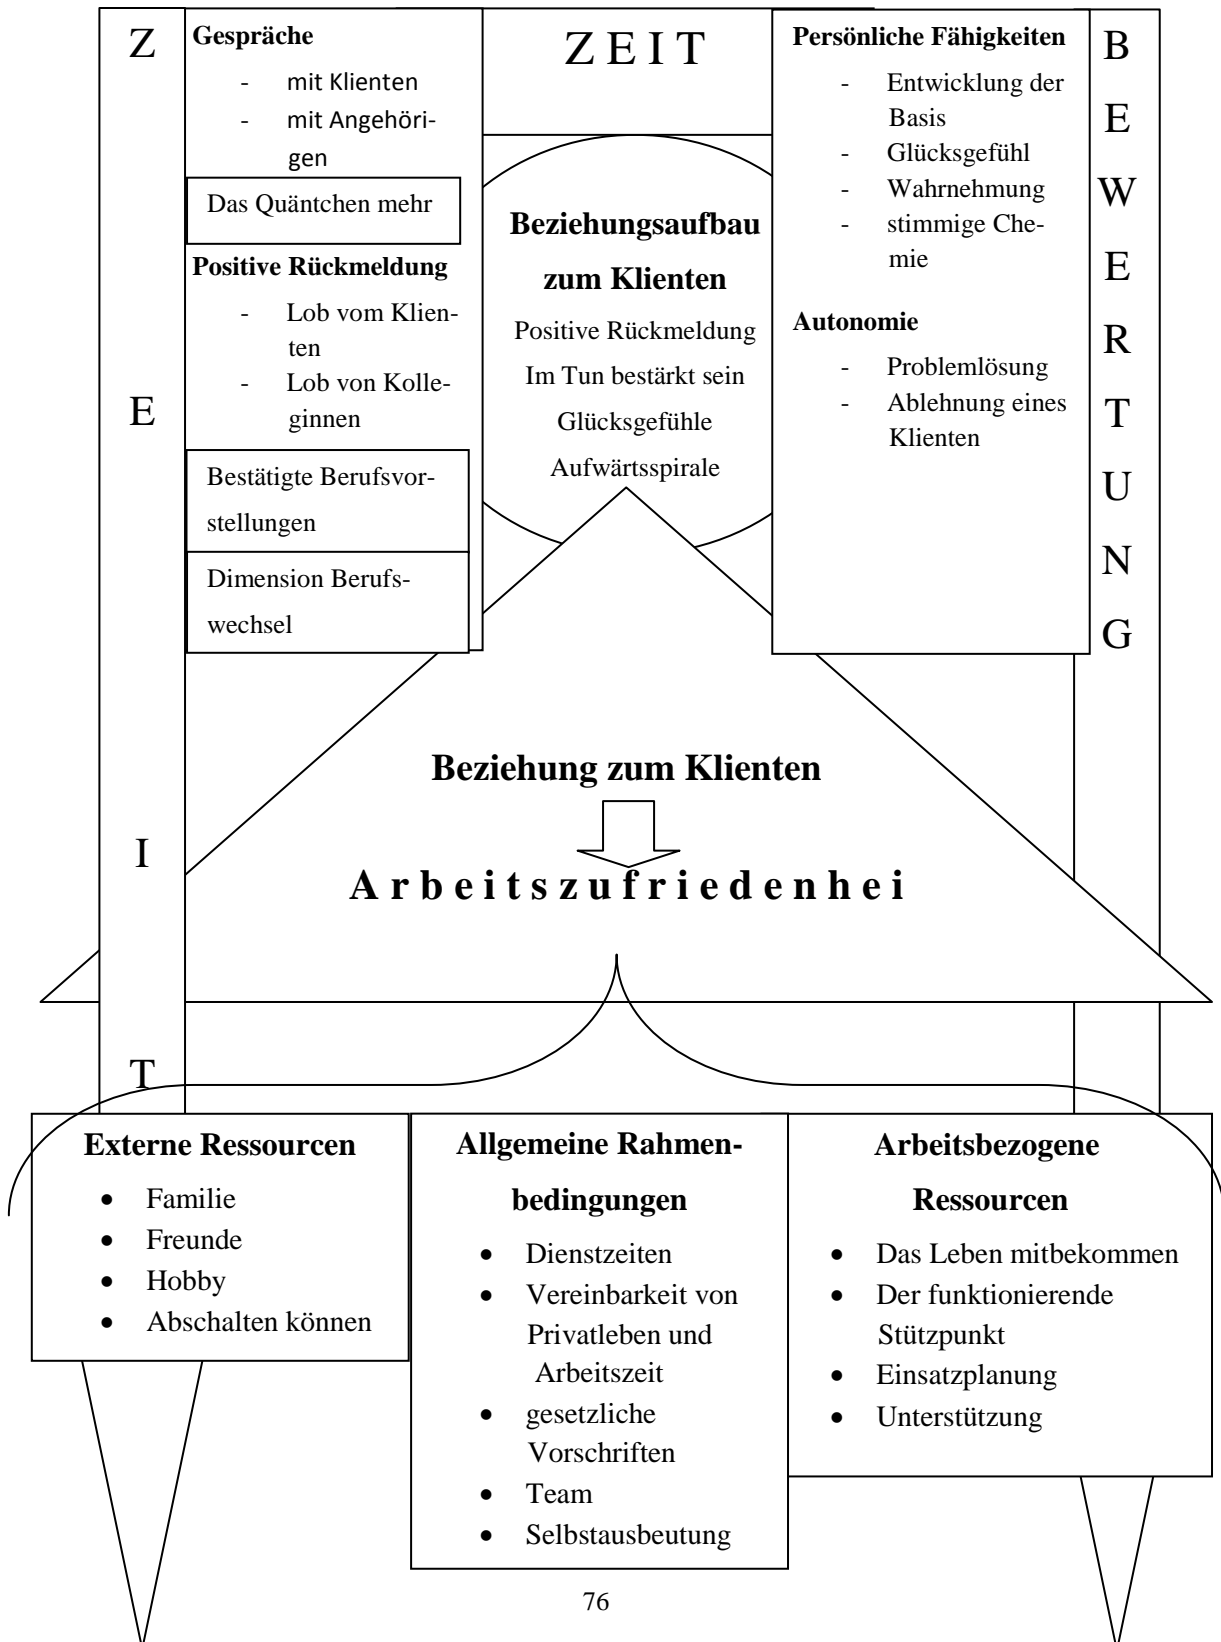 Z
E
I
T
Gespräche
- mit Klienten
- mit Angehöri-
gen
Das Quäntchen mehr
Positive Rückmeldung
- Lob vom Klien-
ten
- Lob von Kolle-
ginnen
Bestätigte Berufsvor-
stellungen
Dimension Berufs-
wechsel
Z E I T
Beziehungsaufbau
zum Klienten
Positive Rückmeldung
Im Tun bestärkt sein
Glücksgefühle
Aufwärtsspirale
Persönliche Fähigkeiten
- Entwicklung der
Basis
- Glücksgefühl
- Wahrnehmung
- stimmige Che-
mie
Autonomie
- Problemlösung
- Ablehnung eines
Klienten
B
E
W
E
R
T
U
N
G
Beziehung zum Klienten
A r b e i t s z u f r i e d e n h e i
Externe Ressourcen
• Familie
• Freunde
• Hobby
• Abschalten können
Allgemeine Rahmen-
bedingungen
• Dienstzeiten
• Vereinbarkeit von
Privatleben und
Arbeitszeit
• gesetzliche
Vorschriften
• Team
• Selbstausbeutung
Arbeitsbezogene
Ressourcen
• Das Leben mitbekommen
• Der funktionierende
Stützpunkt
• Einsatzplanung
• Unterstützung
76